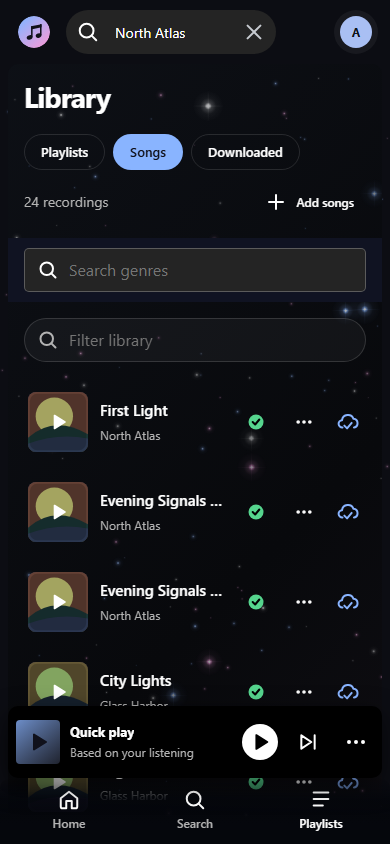 North Atlas
A
Library
Playlists
Songs
Downloaded
24 recordings
Add songs
Search genres
Filter library
First Light
North Atlas
Evening Signals ...
North Atlas
Evening Signals ...
North Atlas
City Lights
Glass Harbor
Quick play
Based on your listening
Glass Harbor
Home
Search
Playlists